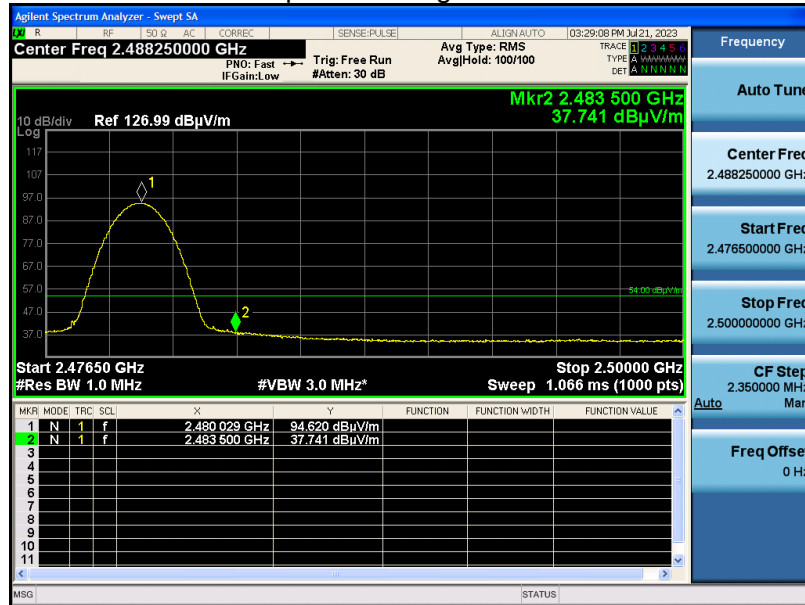 Agilent Spectrum Analyzer - Swept SA
R RF 50 Ω AC CORREC SENSE:PULSE ALIGN AUTO 03:29:08 PM Jul 21, 2023
Center Freq 2.488250000 GHz
PNO: Fast
IFGain:Low
Trig: Free Run
#Atten: 30 dB
Avg Type: RMS
Avg|Hold: 100/100
TRACE 1 2 3 4 5 6
TYPE A WWWWW
DET A N N N N N
Mkr2 2.483 500 GHz
37.741 dBµV/m
10 dB/div Ref 126.99 dBµV/m
Log
117
107
97.0
87.0
77.0
67.0
57.0
47.0
37.0
1
2
54.00 dBµV/m
Start 2.47650 GHz Stop 2.50000 GHz
#Res BW 1.0 MHz #VBW 3.0 MHz* Sweep 1.066 ms (1000 pts)
MKR MODE TRC SCL X Y FUNCTION FUNCTION WIDTH FUNCTION VALUE
1 N 1 f 2.480 029 GHz 94.620 dBµV/m
2 N 1 f 2.483 500 GHz 37.741 dBµV/m
3
4
5
6
7
8
9
10
11
MSG STATUS
Frequency
Auto Tune
Center Freq
2.488250000 GHz
Start Freq
2.476500000 GHz
Stop Freq
2.500000000 GHz
CF Step
2.350000 MHz
Auto Man
Freq Offset
0 Hz